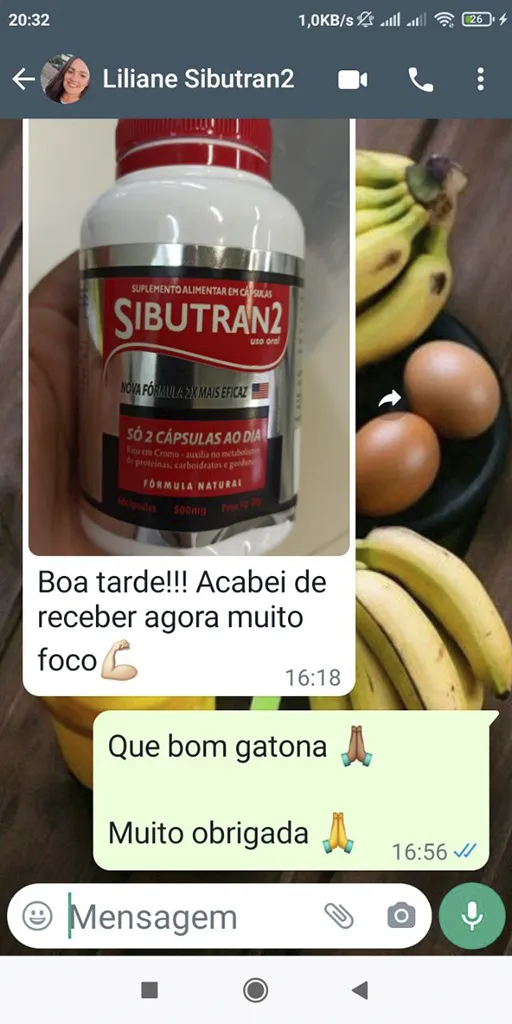 20:32
1,0KB/s
26
Liliane Sibutran2
SUPLEMENTO ALIMENTAR EM CÁPSULAS
SIBUTRAN2
uso oral
NOVA FÓRMULA 2X MAIS EFICAZ
SÓ 2 CÁPSULAS AO DIA
Rico em Cromo - auxilia no metabolismo
de proteínas, carboidratos e gorduras
FÓRMULA NATURAL
60cápsulas 500mg
Boa tarde!!! Acabei de
receber agora muito
foco💪🏻
16:18
Que bom gatona 🙏🏾
Muito obrigada 🙏
16:56
Mensagem